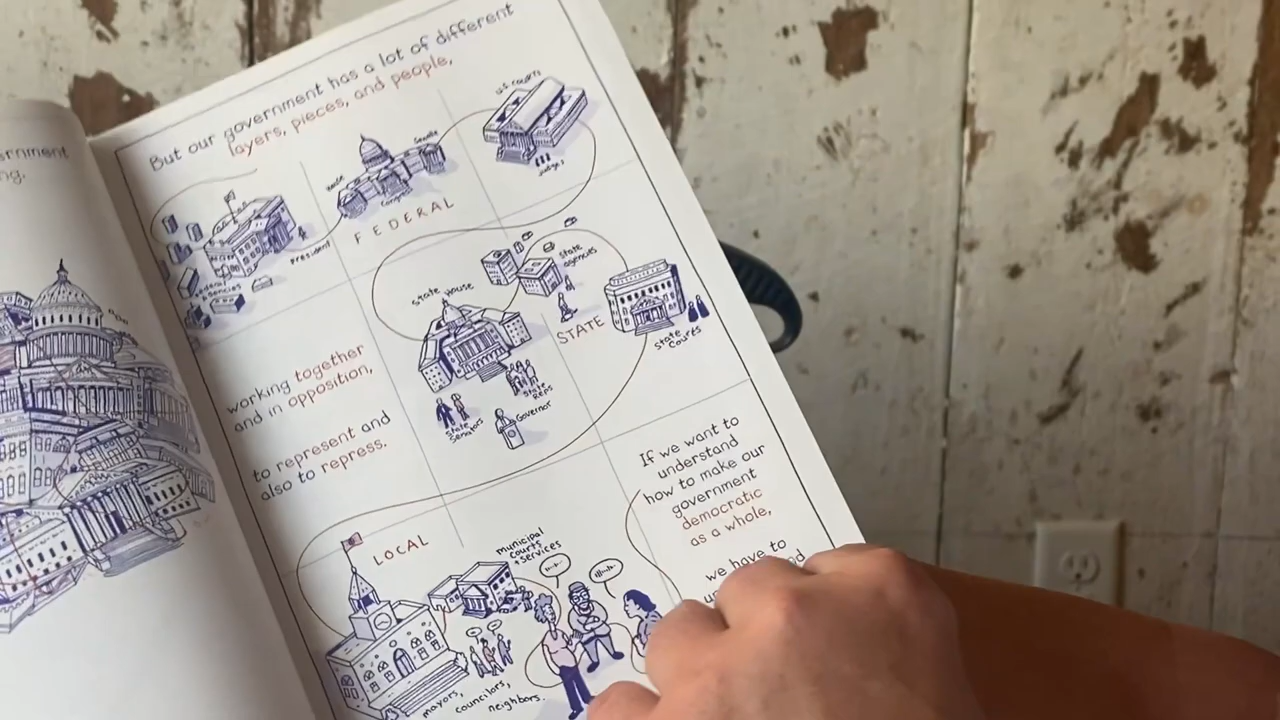 But our government has a lot of different
layers, pieces, and people,
U.S. COURTS
Judges
Senate
House
Congress
President
Federal
agencies
FEDERAL
State
agencies
State House
STATE
State
Courts
State
Reps
State
Senators
Governor
working together
and in opposition,
to represent and
also to repress.
LOCAL
municipal
courts
+ services
mayors,
councilors,
neighbors.
If we want to
understand
how to make our
government
democratic
as a whole,
we have to